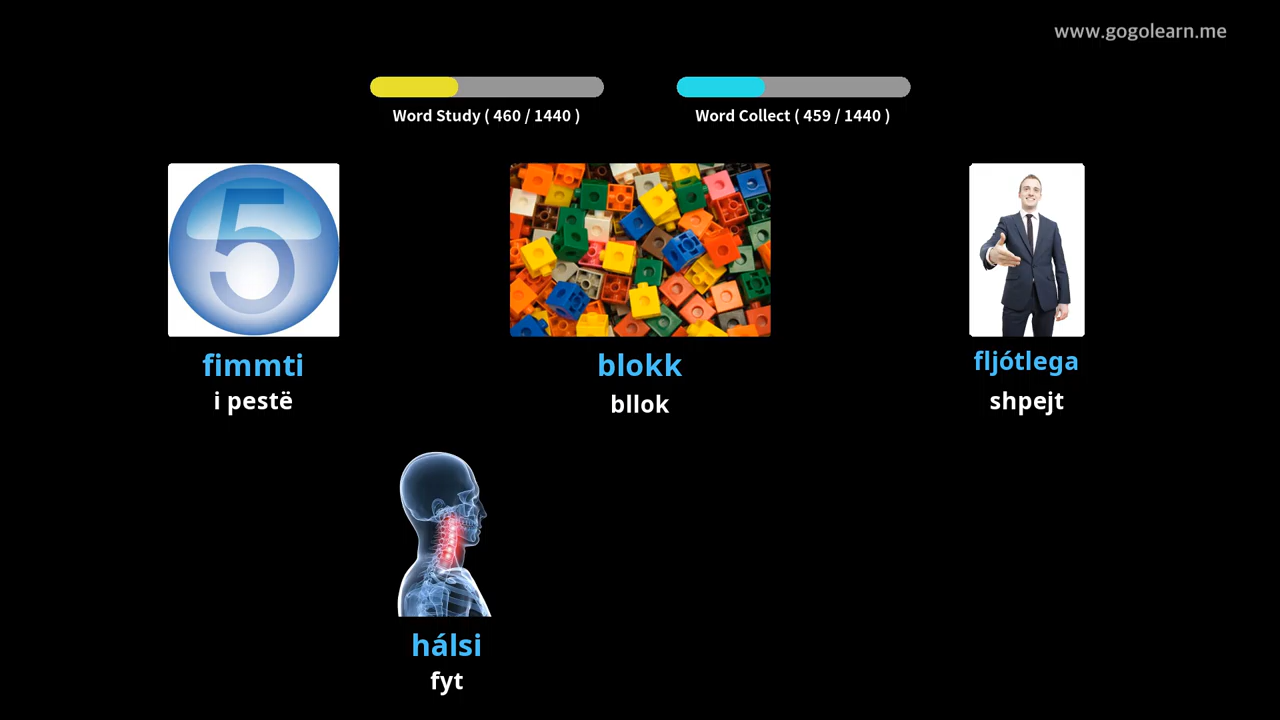 www.gogolearn.me
Word Study ( 460 / 1440 )
Word Collect ( 459 / 1440 )
5
fimmti
blokk
fljótlega
i pestë
bllok
shpejt
hálsi
fyt